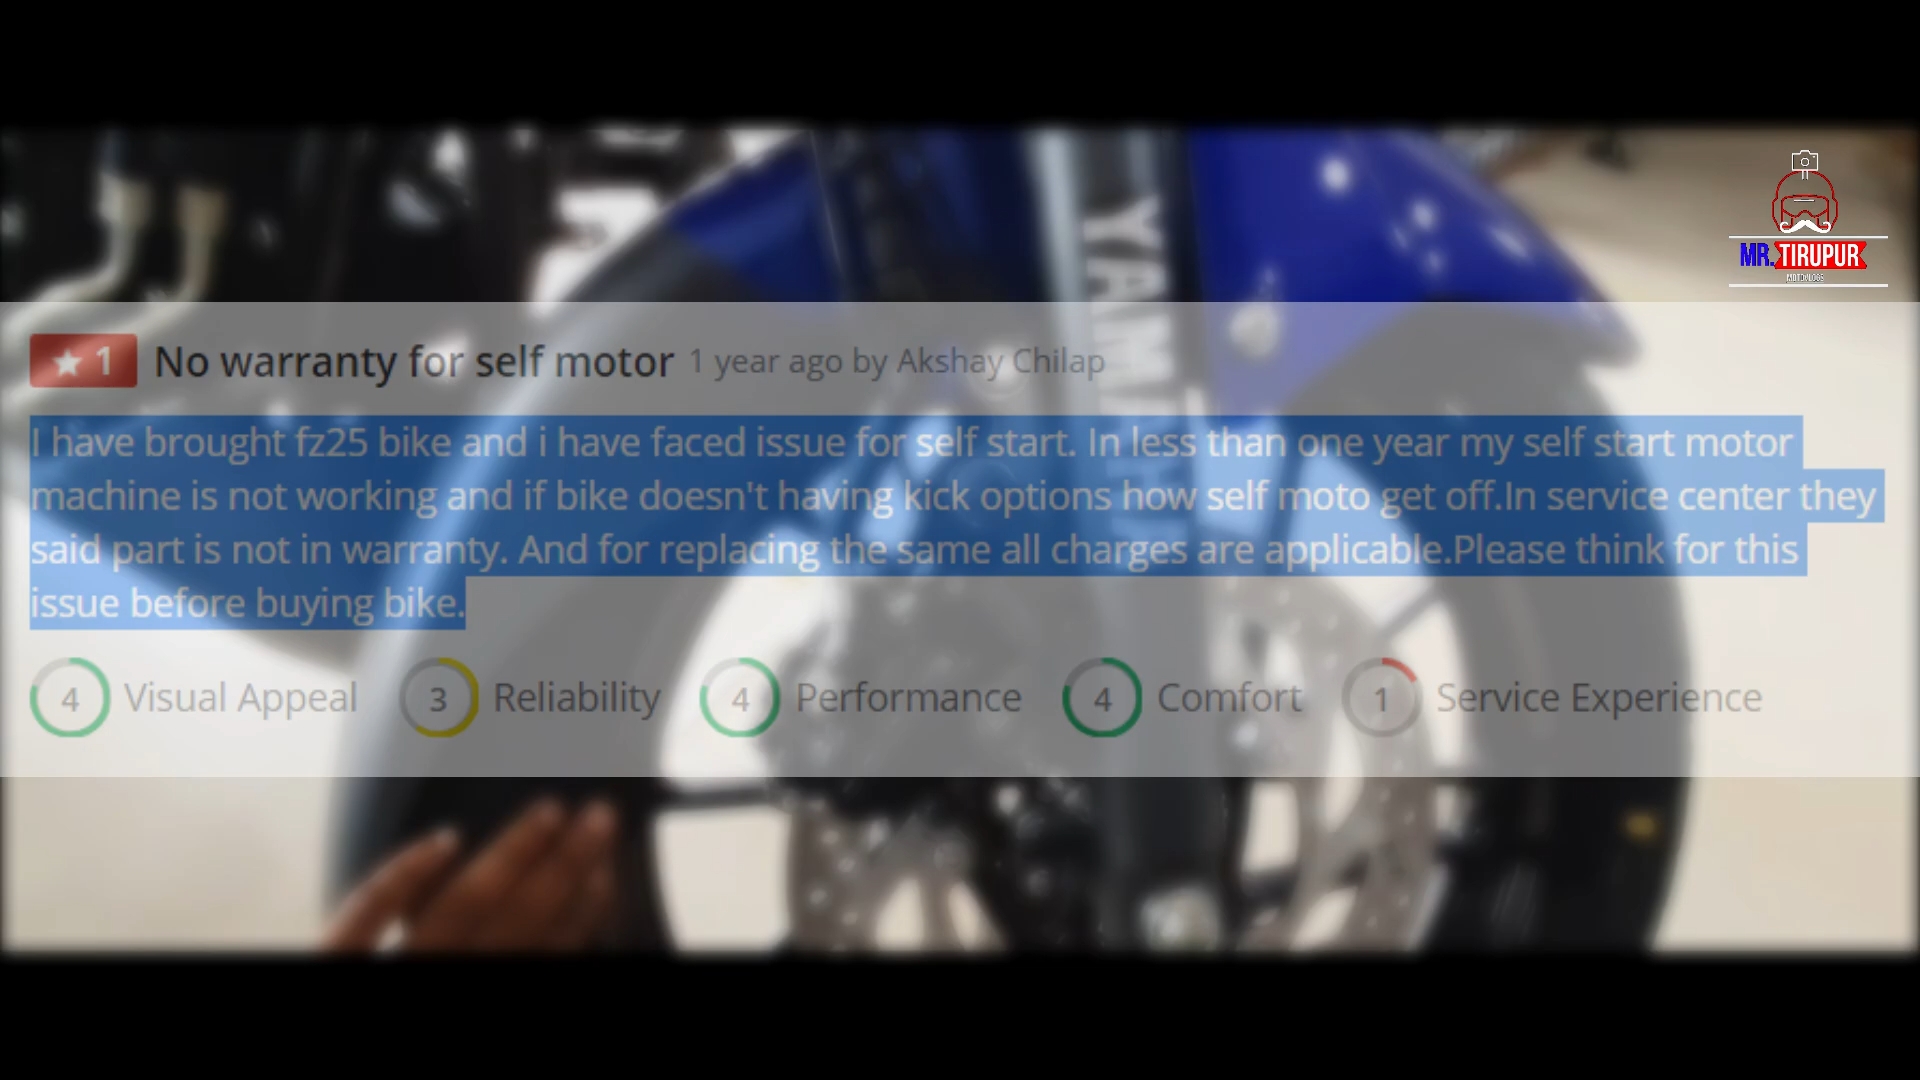 MR. TIRUPUR
MOTOVLOGS
YAMAHA
1 No warranty for self motor 1 year ago by Akshay Chilap
I have brought fz25 bike and i have faced issue for self start. In less than one year my self start motor
machine is not working and if bike doesn't having kick options how self moto get off.In service center they
said part is not in warranty. And for replacing the same all charges are applicable.Please think for this
issue before buying bike.
4 Visual Appeal 3 Reliability 4 Performance 4 Comfort 1 Service Experience